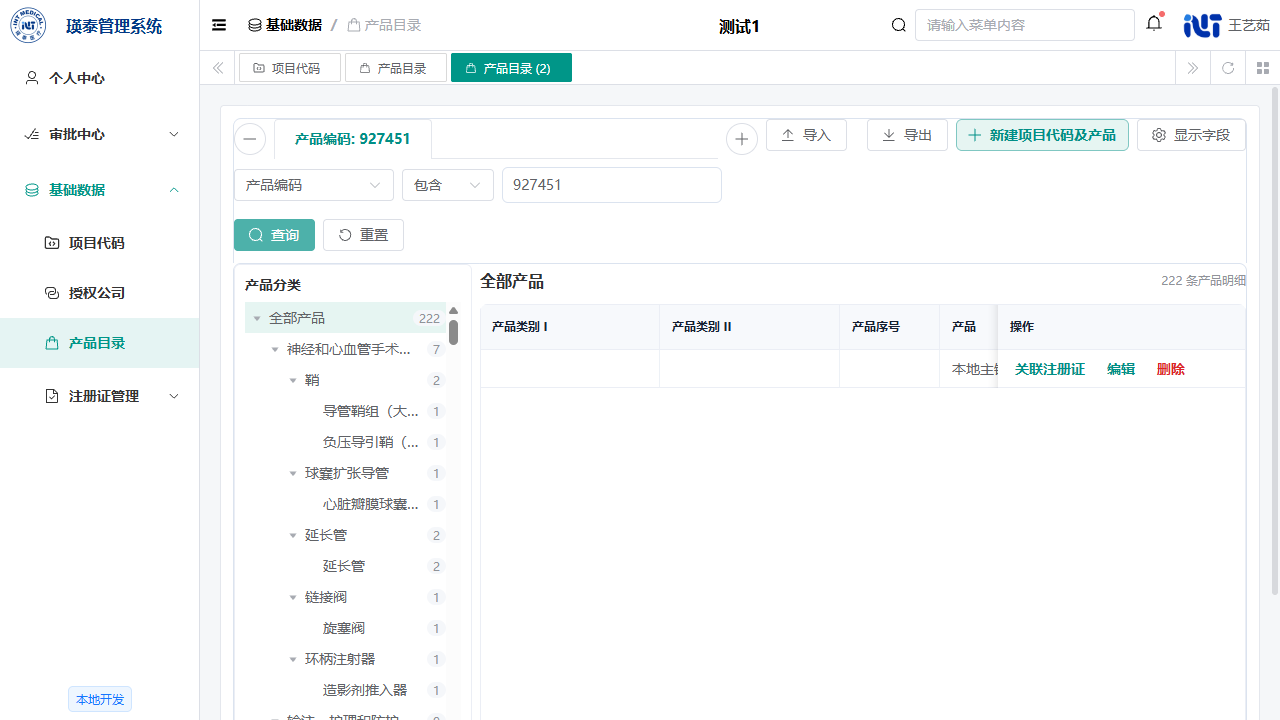 瑛泰管理系统
基础数据 / 产品目录
测试1
请输入菜单内容
王艺茹
个人中心
审批中心
基础数据
项目代码
授权公司
产品目录
注册证管理
本地开发
项目代码
产品目录
产品目录 (2)
产品编码: 927451
导入
导出
新建项目代码及产品
显示字段
产品编码
包含
927451
查询
重置
产品分类
全部产品 222
神经和心血管手术... 7
鞘 2
导管鞘组（大... 1
负压导引鞘（... 1
球囊扩张导管 1
心脏瓣膜球囊... 1
延长管 2
延长管 2
链接阀 1
旋塞阀 1
环柄注射器 1
造影剂推入器 1
全部产品
222 条产品明细
产品类别 I
产品类别 II
产品序号
产品
操作
本地主
关联注册证
编辑
删除